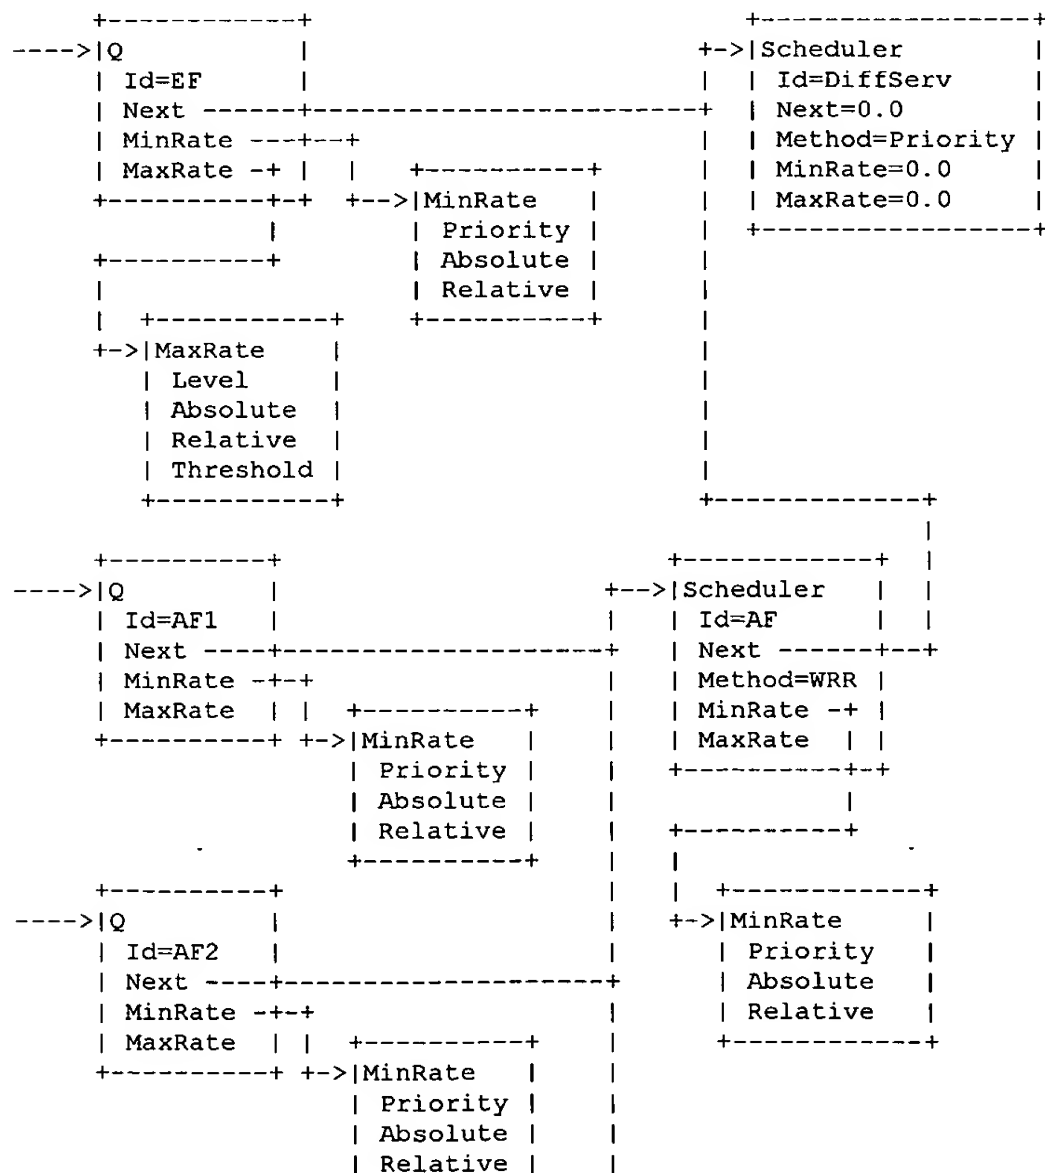 +-----------+                                    +-----------------+
---->|Q          |                                 +->|Scheduler        |
     | Id=EF     |                                 |  | Id=DiffServ     |
     | Next -----+---------------------------------+  | Next=0.0        |
     | MinRate --+--+                              |  | Method=Priority |
     | MaxRate -+|  |   +----------+               |  | MinRate=0.0     |
     +----------++  +-->|MinRate   |               |  | MaxRate=0.0     |
                |       | Priority |               |  +-----------------+
     +----------+       | Absolute |               |
     |                  | Relative |               |
     |  +-----------+   +----------+               |
     +->|MaxRate    |                              |
        | Level     |                              |
        | Absolute  |                              |
        | Relative  |                              |
        | Threshold |                              |
        +-----------+                              +-------------+
                                                                 |
     +----------+                                +------------+  |
---->|Q         |                            +-->|Scheduler   |  |
     | Id=AF1   |                            |   | Id=AF      |  |
     | Next ----+----------------------------+   | Next ------+--+
     | MinRate -+-+                          |   | Method=WRR |
     | MaxRate  | |  +----------+            |   | MinRate -+ |
     +----------+ +->|MinRate   |            |   | MaxRate  | |
                     | Priority |            |   +----------+-+
                     | Absolute |            |              |
                     | Relative |            |   +----------+
                     +----------+            |   |
     +----------+                            |   |  +------------+
---->|Q         |                            |   +->|MinRate     |
     | Id=AF2   |                            |      | Priority   |
     | Next ----+----------------------------+      | Absolute   |
     | MinRate -+-+                          |      | Relative   |
     | MaxRate  | |  +----------+            |      +------------+
     +----------+ +->|MinRate   |            |
                     | Priority |            |
                     | Absolute |            |
                     | Relative |            |